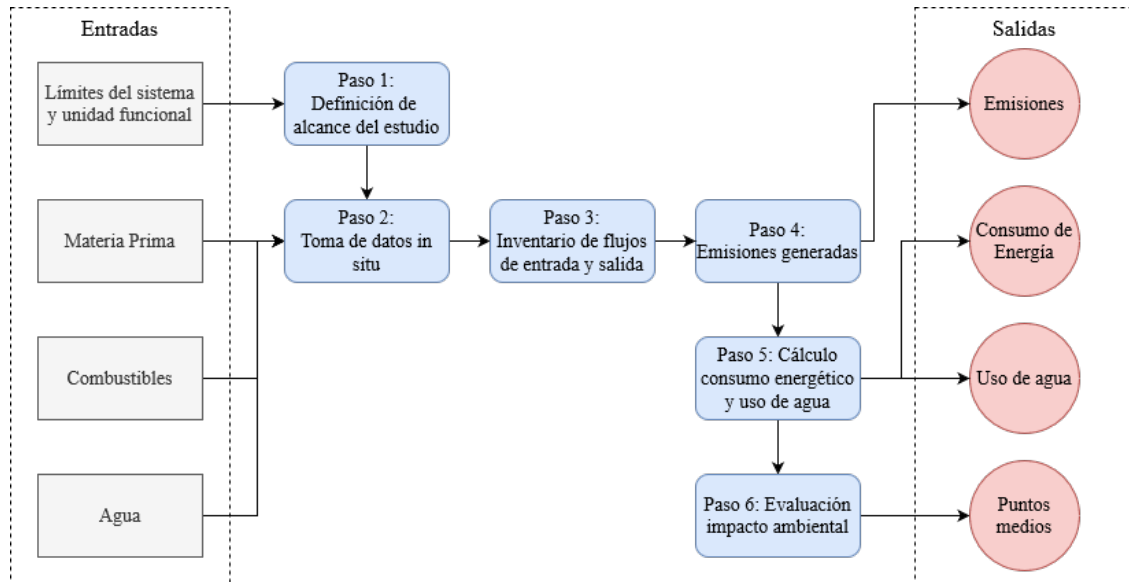 Entradas
Salidas
Límites del sistema
y unidad funcional
Paso 1:
Definición de
alcance del estudio
Emisiones
Materia Prima
Paso 2:
Toma de datos in
situ
Paso 3:
Inventario de flujos
de entrada y salida
Paso 4:
Emisiones generadas
Consumo de
Energía
Combustibles
Paso 5: Cálculo
consumo energético
y uso de agua
Uso de agua
Agua
Paso 6: Evaluación
impacto ambiental
Puntos
medios